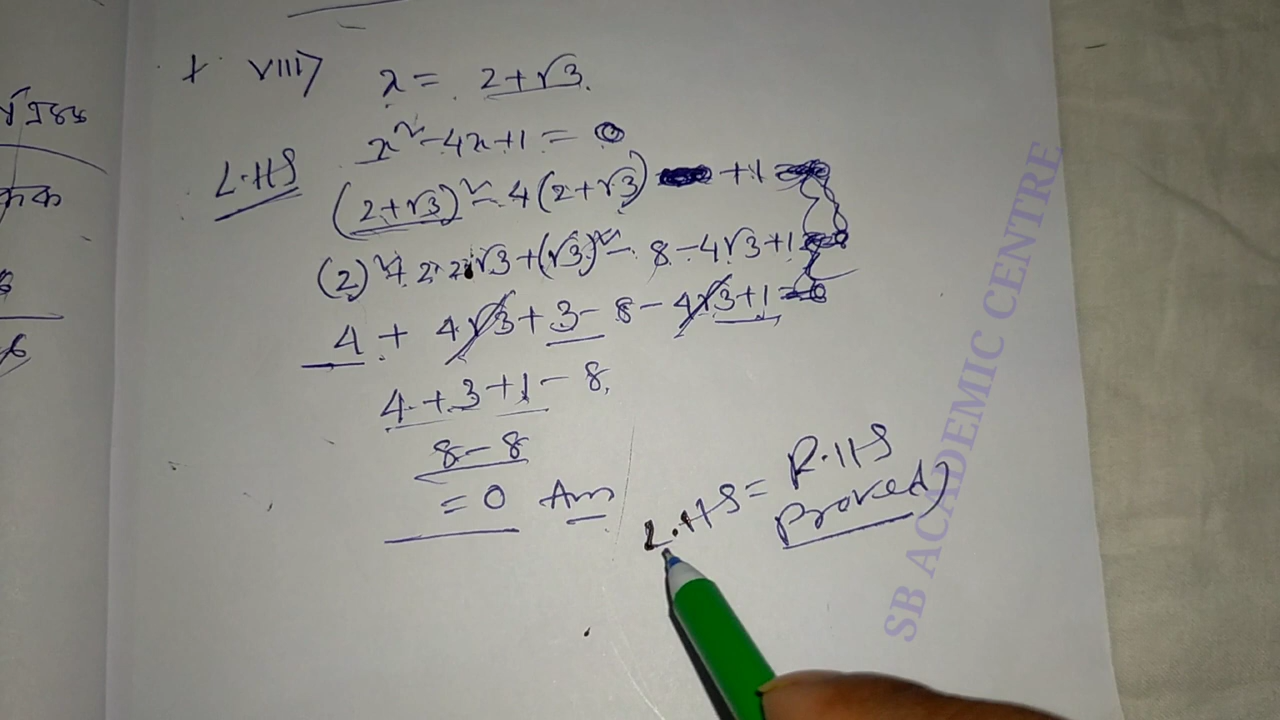 viii) x = 2+√3.
x²-4x+1 = 0
L.H.S
(2+√3)² - 4(2+√3) +1
(2)² + 2·2·√3 + (√3)² - 8 - 4√3 + 1
4 + 4√3 + 3 - 8 - 4√3 + 1 = 0
4 + 3 + 1 - 8
8 - 8
= 0 Ans
L.H.S = R.H.S
Proved)
SB ACADEMIC CENTRE